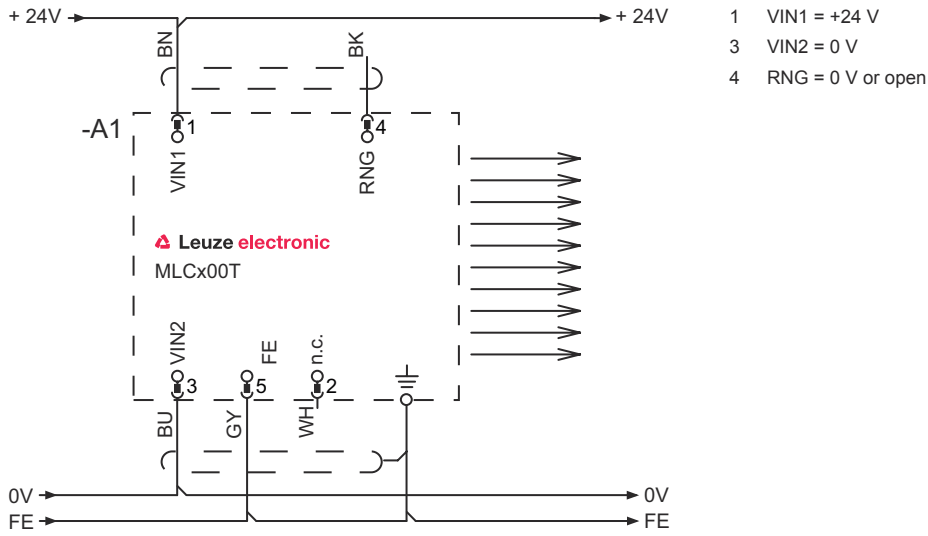 + 24V
+ 24V
1 VIN1 = +24 V
3 VIN2 = 0 V
4 RNG = 0 V or open
BN
BK
-A1
1
4
VIN1
RNG
Leuze electronic
MLCx00T
VIN2
FE
n.c.
3
5
2
BU
GY
WH
0V
0V
FE
FE